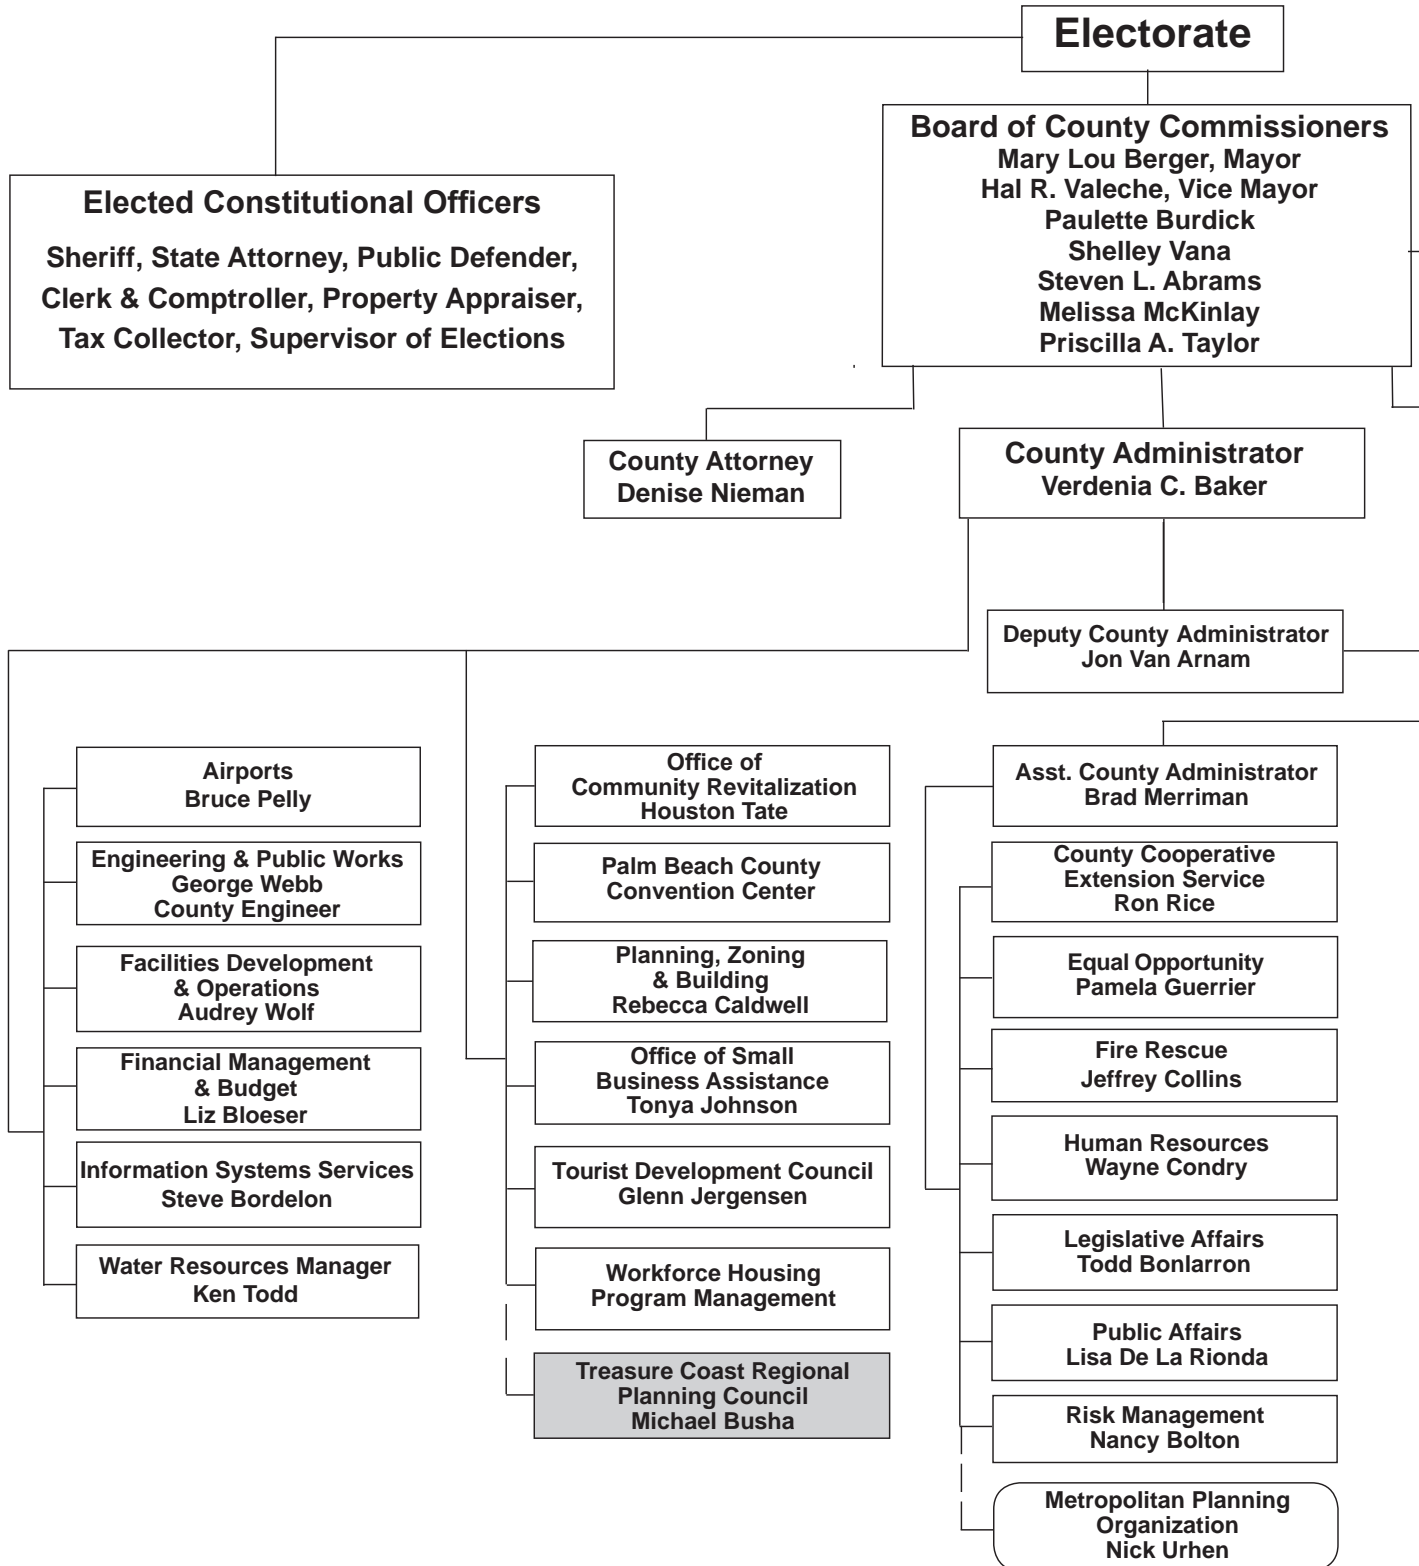 Electorate
Board of County Commissioners
Mary Lou Berger, Mayor
Hal R. Valeche, Vice Mayor
Paulette Burdick
Shelley Vana
Steven L. Abrams
Melissa McKinlay
Priscilla A. Taylor
Elected Constitutional Officers
Sheriff, State Attorney, Public Defender,
Clerk & Comptroller, Property Appraiser,
Tax Collector, Supervisor of Elections
County Attorney
Denise Nieman
County Administrator
Verdenia C. Baker
Deputy County Administrator
Jon Van Arnam
Airports
Bruce Pelly
Engineering & Public Works
George Webb
County Engineer
Facilities Development
& Operations
Audrey Wolf
Financial Management
& Budget
Liz Bloeser
Information Systems Services
Steve Bordelon
Water Resources Manager
Ken Todd
Office of
Community Revitalization
Houston Tate
Palm Beach County
Convention Center
Planning, Zoning
& Building
Rebecca Caldwell
Office of Small
Business Assistance
Tonya Johnson
Tourist Development Council
Glenn Jergensen
Workforce Housing
Program Management
Treasure Coast Regional
Planning Council
Michael Busha
Asst. County Administrator
Brad Merriman
County Cooperative
Extension Service
Ron Rice
Equal Opportunity
Pamela Guerrier
Fire Rescue
Jeffrey Collins
Human Resources
Wayne Condry
Legislative Affairs
Todd Bonlarron
Public Affairs
Lisa De La Rionda
Risk Management
Nancy Bolton
Metropolitan Planning
Organization
Nick Urhen